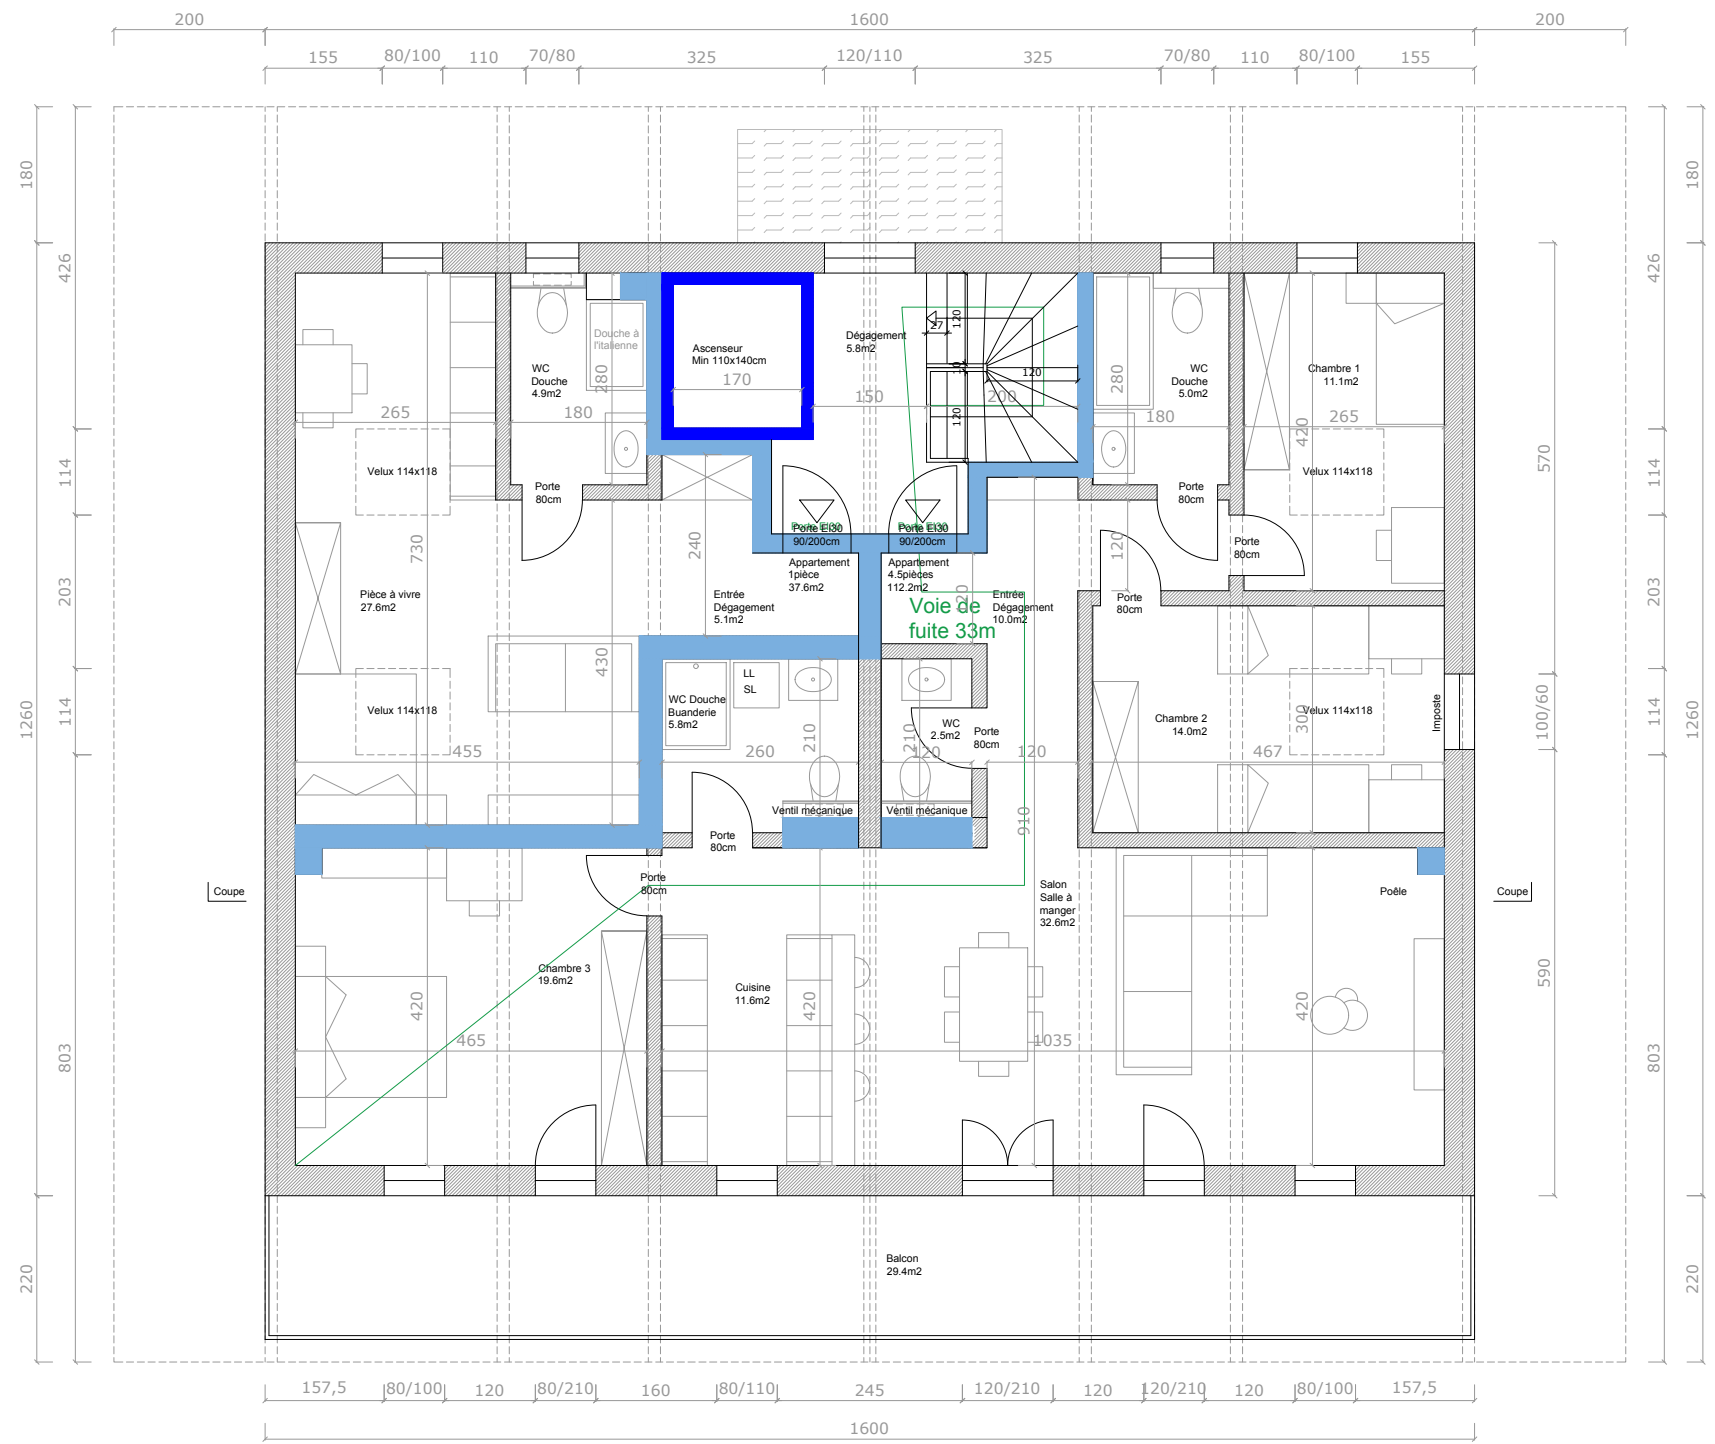 200
1600
200
155
80/100
110
70/80
325
120/110
325
70/80
110
80/100
155
180
426
114
203
114
803
1260
220
180
426
114
203
114
803
1260
220
570
100/60
590
Douche à
l'italienne
WC
Douche
4.9m2
280
180
265
Velux 114x118
Porte
80cm
730
Pièce à vivre
27.6m2
Velux 114x118
455
430
Ascenseur
Min 110x140cm
170
Dégagement
5.8m2
150
200
27
120
10
120
120
Porte EI30
Porte EI30
90/200cm
Porte EI30
Porte EI30
90/200cm
Appartement
1pièce
37.6m2
Appartement
4.5pièces
112.2m2
240
Entrée
Dégagement
5.1m2
Voie de
fuite 33m
120
Entrée
Dégagement
10.0m2
280
WC
Douche
5.0m2
180
Porte
80cm
Chambre 1
11.1m2
420
265
Velux 114x118
Porte
80cm
120
Porte
80cm
LL
SL
WC Douche
Buanderie
5.8m2
210
260
Ventil mécanique
Porte
80cm
WC
2.5m2
210
120
Porte
80cm
120
Ventil mécanique
910
Chambre 2
14.0m2
300
Velux 114x118
467
Imposte
Coupe
Porte
80cm
Salon
Salle à
manger
32.6m2
Poêle
Coupe
Chambre 3
19.6m2
420
465
Cuisine
11.6m2
420
1035
420
Balcon
29.4m2
157,5
80/100
120
80/210
160
80/110
245
120/210
120
120/210
120
80/100
157,5
1600